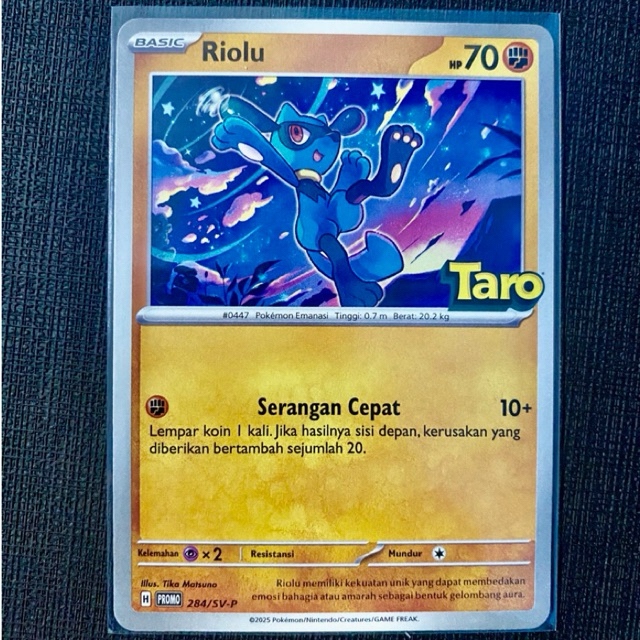 BASIC Riolu HP 70
Taro
#0447 Pokémon Emanasi Tinggi: 0.7 m Berat: 20.2 kg
Serangan Cepat 10+
Lempar koin 1 kali. Jika hasilnya sisi depan, kerusakan yang
diberikan bertambah sejumlah 20.
Kelemahan ×2 Resistansi Mundur
Illus. Tika Matsuno
Riolu memiliki kekuatan unik yang dapat membedakan
emosi bahagia atau amarah sebagai bentuk gelombang aura.
H PROMO 284/SV-P
©2025 Pokémon/Nintendo/Creatures/GAME FREAK.